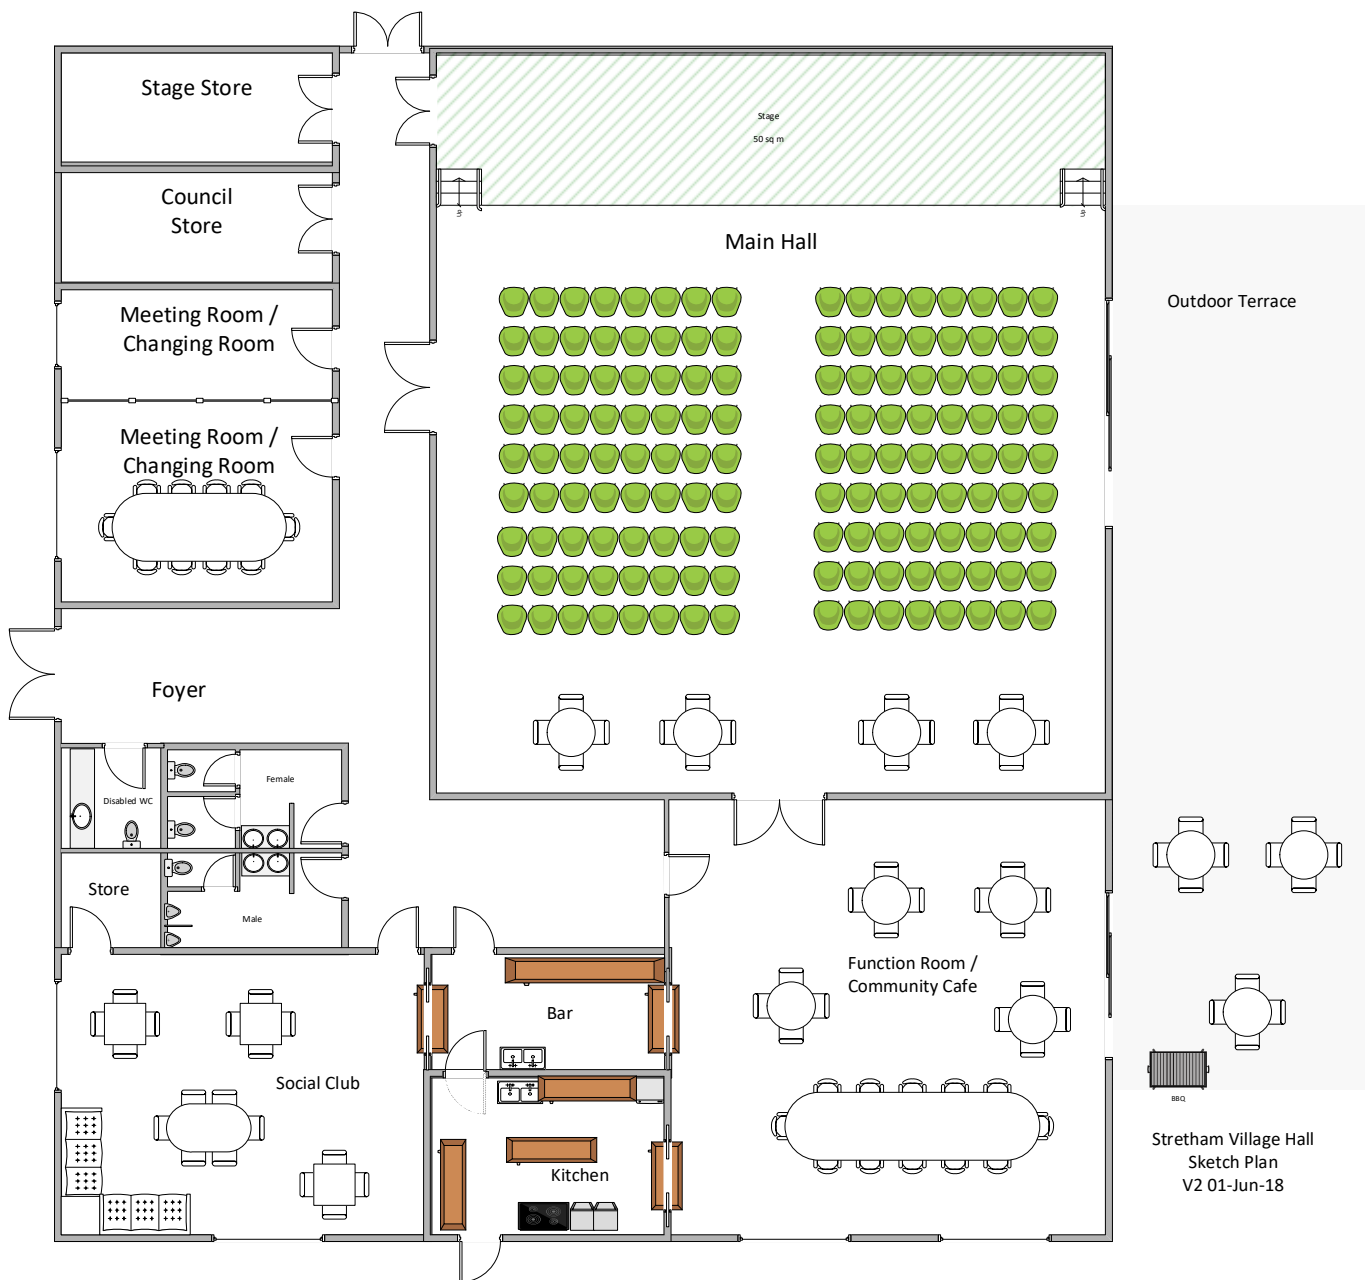 Stage Store
Stage
50 sq m
Council
Store
Up
Up
Main Hall
Meeting Room /
Changing Room
Outdoor Terrace
Meeting Room /
Changing Room
Foyer
Female
Disabled WC
Store
Male
Function Room /
Community Cafe
Bar
Social Club
BBQ
Kitchen
Stretham Village Hall
Sketch Plan
V2 01-Jun-18